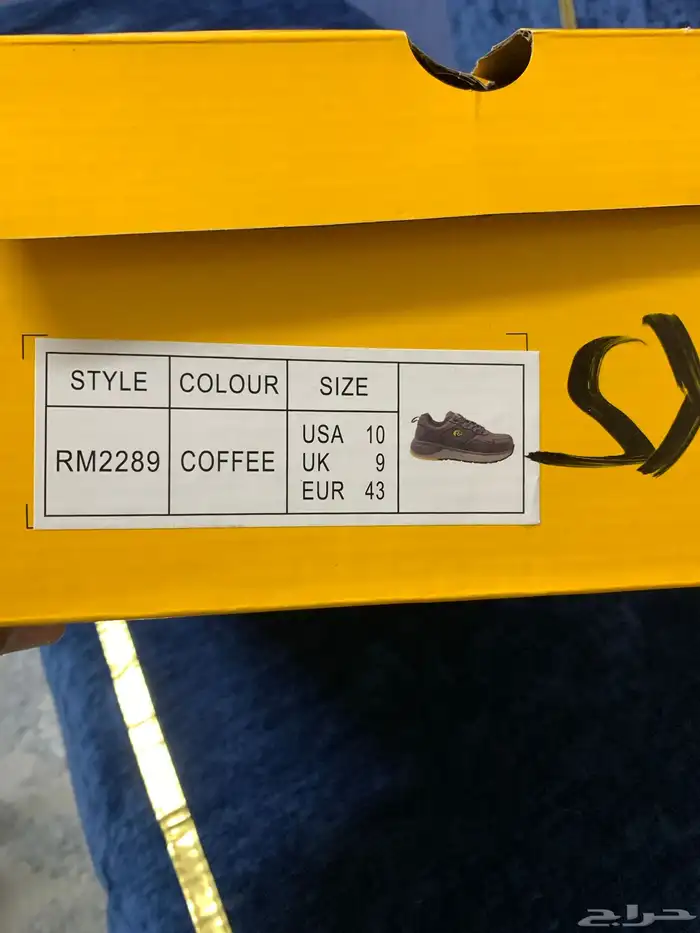 STYLE COLOUR SIZE
RM2289 COFFEE USA 10
UK 9
EUR 43
حراج